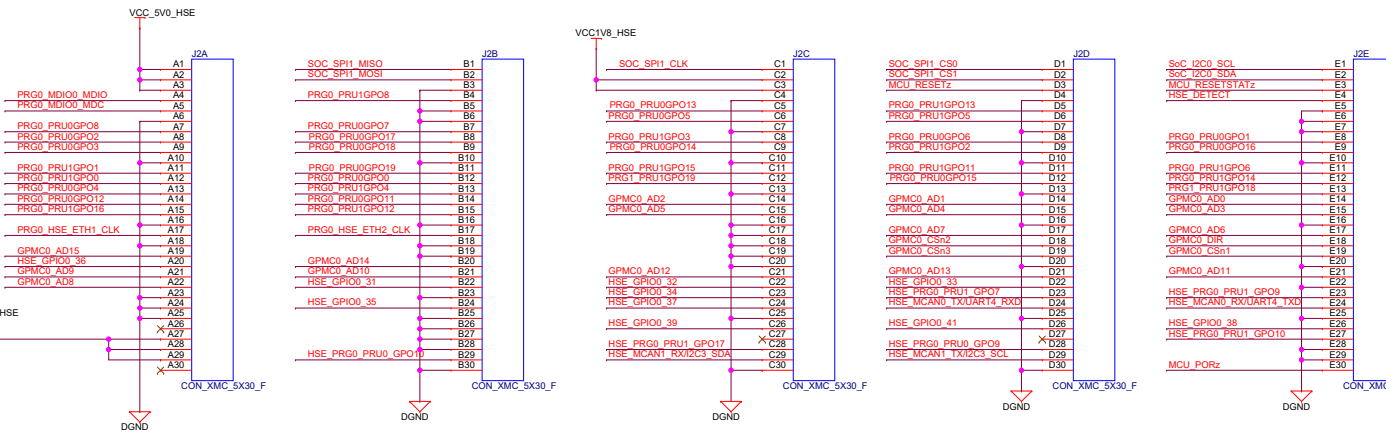 VCC_5V0_HSE
J2A
A1
A2
A3
PRG0_MDIO0_MDIO A4
PRG0_MDIO0_MDC A5
A6
PRG0_PRU0GPO8 A7
PRG0_PRU0GPO2 A8
PRG0_PRU0GPO3 A9
A10
PRG0_PRU1GPO1 A11
PRG0_PRU0GPO0 A12
PRG0_PRU0GPO4 A13
PRG0_PRU0GPO12 A14
PRG0_PRU1GPO16 A15
A16
PRG0_HSE_ETH1_CLK A17
A18
GPMC0_AD15 A19
HSE_GPIO0_36 A20
GPMC0_AD9 A21
GPMC0_AD8 A22
A23
A24
HSE A25
A26
A27
A28
A29
A30
CON_XMC_5X30_F
DGND
J2B
SOC_SPI1_MISO B1
SOC_SPI1_MOSI B2
B3
PRG0_PRU1GPO8 B4
B5
B6
PRG0_PRU0GPO7 B7
PRG0_PRU0GPO17 B8
PRG0_PRU0GPO18 B9
B10
PRG0_PRU0GPO19 B11
PRG0_PRU1GPO0 B12
PRG0_PRU1GPO4 B13
PRG0_PRU0GPO11 B14
PRG0_PRU1GPO12 B15
B16
PRG0_HSE_ETH2_CLK B17
B18
B19
GPMC0_AD14 B20
GPMC0_AD10 B21
HSE_GPIO0_31 B22
B23
HSE_GPIO0_35 B24
B25
B26
B27
B28
HSE_PRG0_PRU0_GPO10 B29
B30
CON_XMC_5X30_F
DGND
VCC1V8_HSE
J2C
SOC_SPI1_CLK C1
C2
C3
C4
PRG0_PRU1GPO13 C5
PRG0_PRU0GPO5 C6
C7
PRG0_PRU1GPO3 C8
PRG0_PRU0GPO14 C9
C10
PRG0_PRU1GPO15 C11
PRG1_PRU1GPO19 C12
C13
GPMC0_AD2 C14
GPMC0_AD5 C15
C16
C17
C18
C19
C20
GPMC0_AD12 C21
HSE_GPIO0_32 C22
HSE_GPIO0_34 C23
HSE_GPIO0_37 C24
C25
HSE_GPIO0_39 C26
C27
HSE_PRG0_PRU1_GPO17 C28
HSE_MCAN1_RX/I2C3_SDA C29
C30
CON_XMC_5X30_F
DGND
J2D
SOC_SPI1_CS0 D1
SOC_SPI1_CS1 D2
MCU_RESETz D3
D4
PRG0_PRU1GPO13 D5
PRG0_PRU1GPO5 D6
D7
PRG0_PRU0GPO6 D8
PRG0_PRU1GPO2 D9
D10
PRG0_PRU1GPO11 D11
PRG0_PRU0GPO15 D12
D13
GPMC0_AD1 D14
GPMC0_AD4 D15
D16
GPMC0_AD7 D17
GPMC0_CSn2 D18
GPMC0_CSn3 D19
D20
GPMC0_AD13 D21
HSE_GPIO0_33 D22
HSE_PRG0_PRU1_GPO7 D23
HSE_MCAN0_TX/UART4_RXD D24
D25
HSE_GPIO0_41 D26
D27
HSE_PRG0_PRU0_GPO9 D28
HSE_MCAN1_TX/I2C3_SCL D29
D30
CON_XMC_5X30_F
DGND
J2E
SoC_I2C0_SCL E1
SoC_I2C0_SDA E2
MCU_RESETSTATz E3
HSE_DETECT E4
E5
E6
E7
PRG0_PRU0GPO1 E8
PRG0_PRU0GPO16 E9
E10
PRG0_PRU1GPO6 E11
PRG0_PRU1GPO14 E12
PRG1_PRU1GPO18 E13
GPMC0_AD0 E14
GPMC0_AD3 E15
E16
GPMC0_AD6 E17
GPMC0_DIR E18
GPMC0_CSn1 E19
E20
GPMC0_AD11 E21
E22
HSE_PRG0_PRU1_GPO9 E23
HSE_MCAN0_RX/UART4_TXD E24
E25
HSE_GPIO0_38 E26
HSE_PRG0_PRU1_GPO10 E27
E28
E29
MCU_PORz E30
CON_XMC
DGND